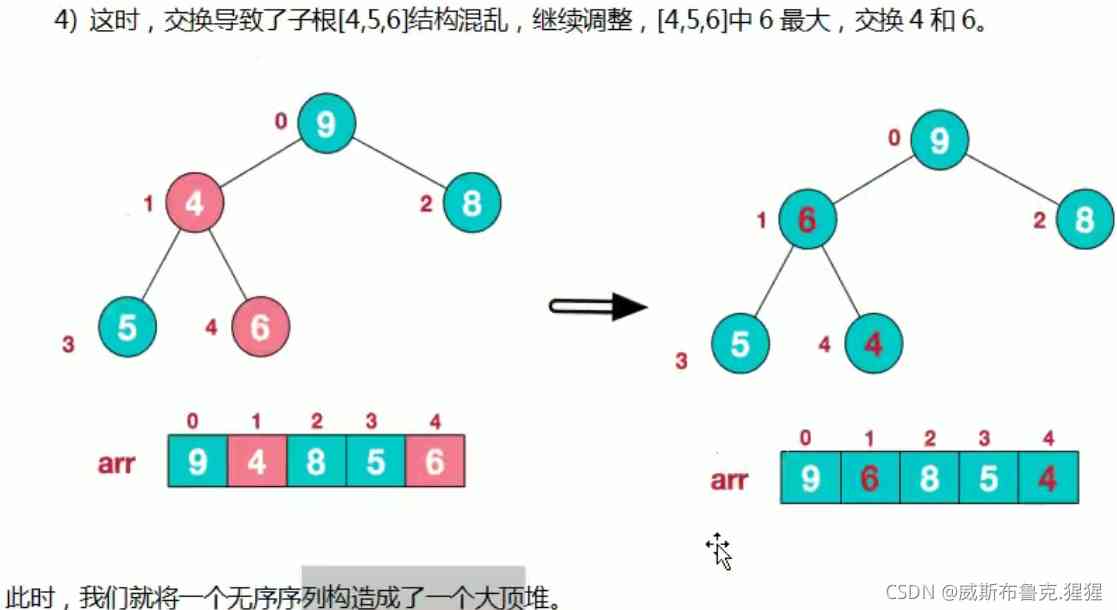 4) 这时，交换导致了子根[4,5,6]结构混乱，继续调整，[4,5,6]中 6 最大，交换 4 和 6。
0 9
1 4
2 8
3 5
4 6
0 1 2 3 4
arr 9 4 8 5 6
0 9
1 6
2 8
3 5
4 4
0 1 2 3 4
arr 9 6 8 5 4
此时，我们就将一个无序序列构造成了一个大顶堆。
CSDN @威斯布鲁克.猩猩